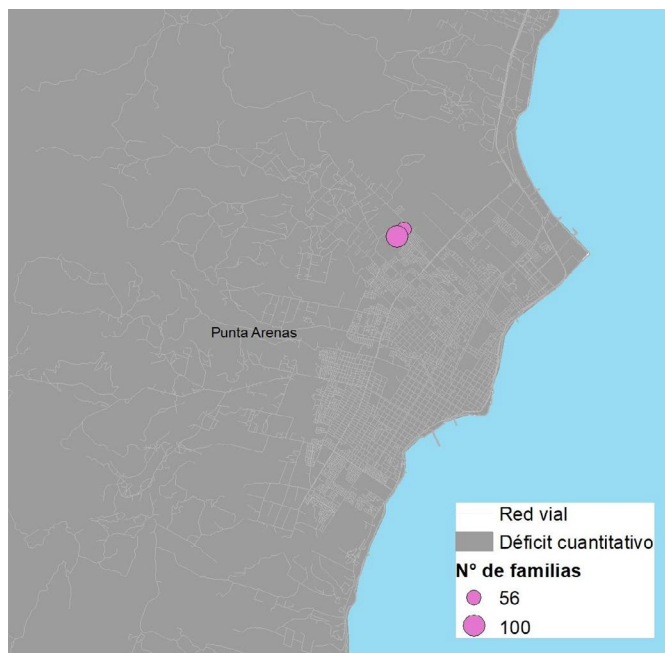 Punta Arenas
Red vial
Déficit cuantitativo
N° de familias
56
100